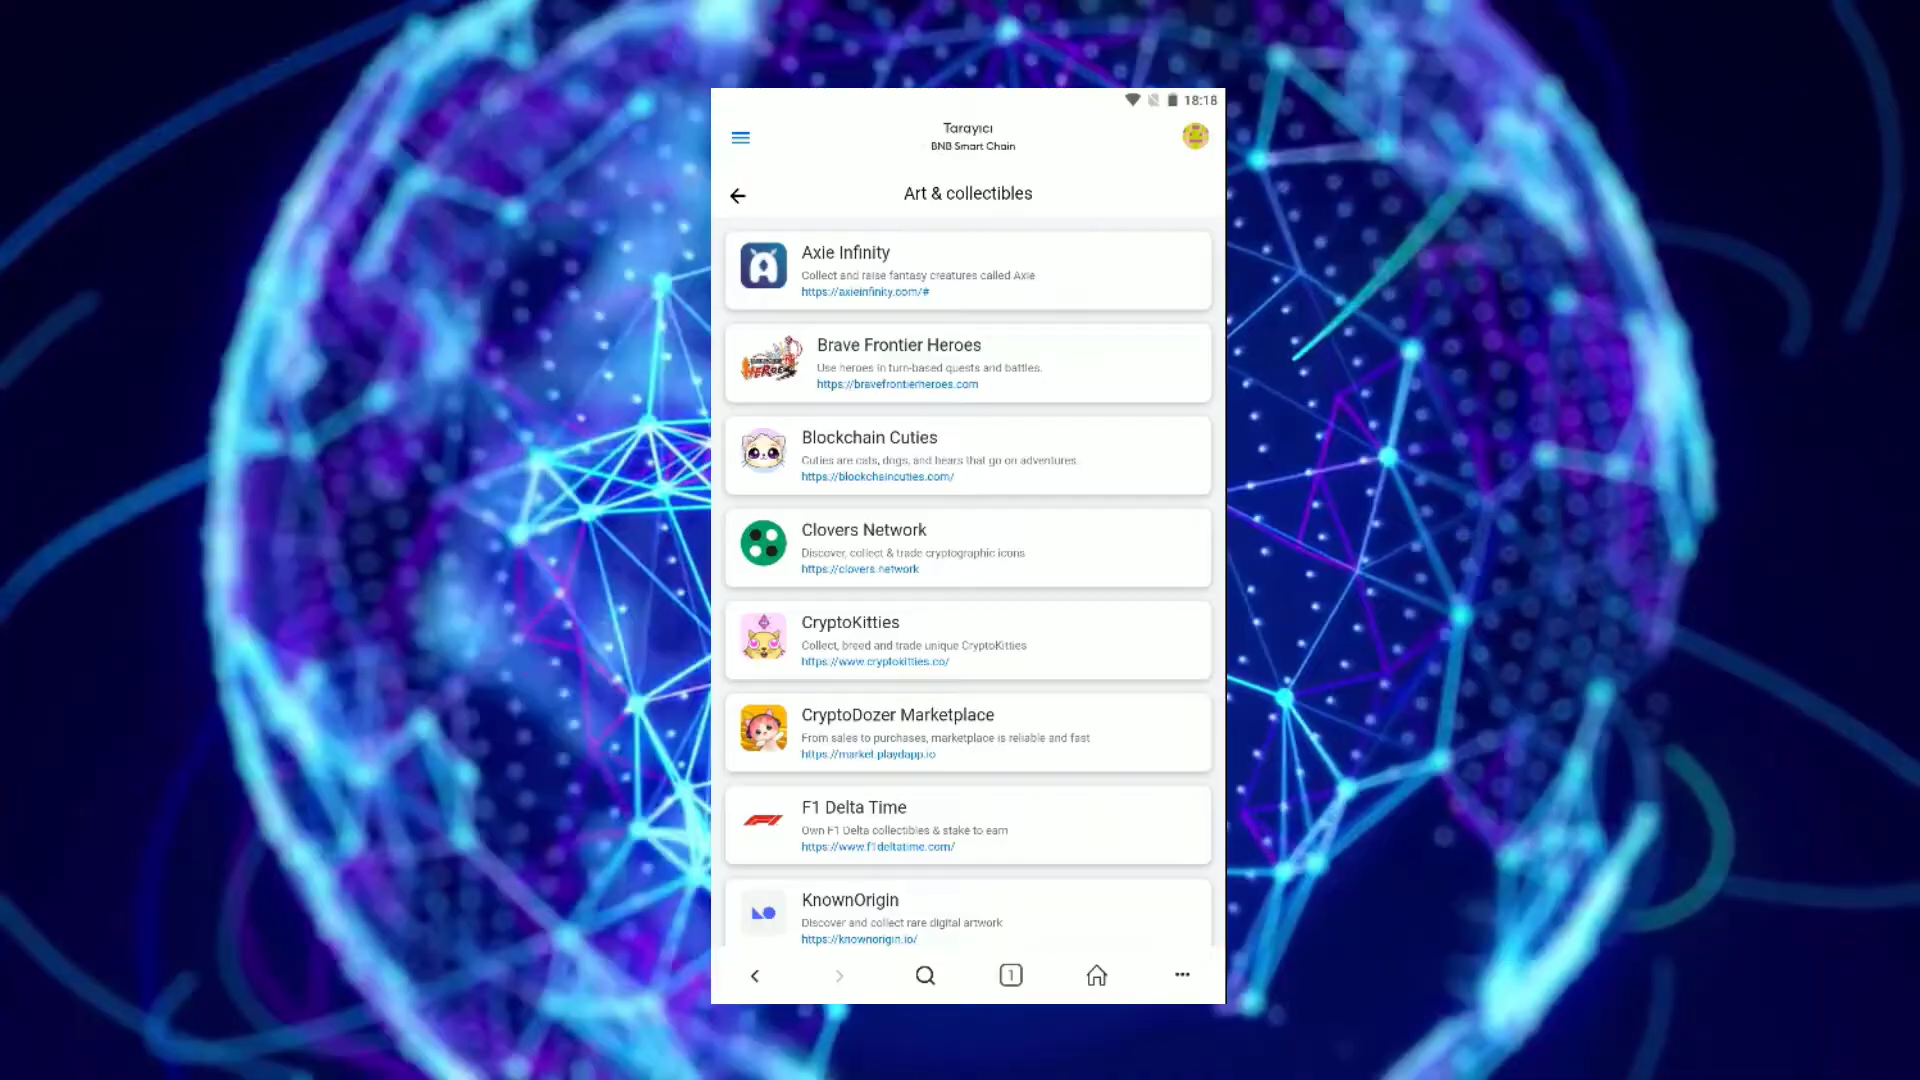 18:18
Tarayıcı
BNB Smart Chain
Art & collectibles
Axie Infinity
Collect and raise fantasy creatures called Axie
https://axieinfinity.com/#
Brave Frontier Heroes
Use heroes in turn-based quests and battles.
https://bravefrontierheroes.com
HEROES
Blockchain Cuties
Cuties are cats, dogs, and bears that go on adventures.
https://blockchaincuties.com/
Clovers Network
Discover, collect & trade cryptographic icons
https://clovers.network
CryptoKitties
Collect, breed and trade unique CryptoKitties
https://www.cryptokitties.co/
CryptoDozer Marketplace
From sales to purchases, marketplace is reliable and fast
https://market.playdapp.io
F1 Delta Time
Own F1 Delta collectibles & stake to earn
https://www.f1deltatime.com/
KnownOrigin
Discover and collect rare digital artwork
https://knownorigin.io/
1